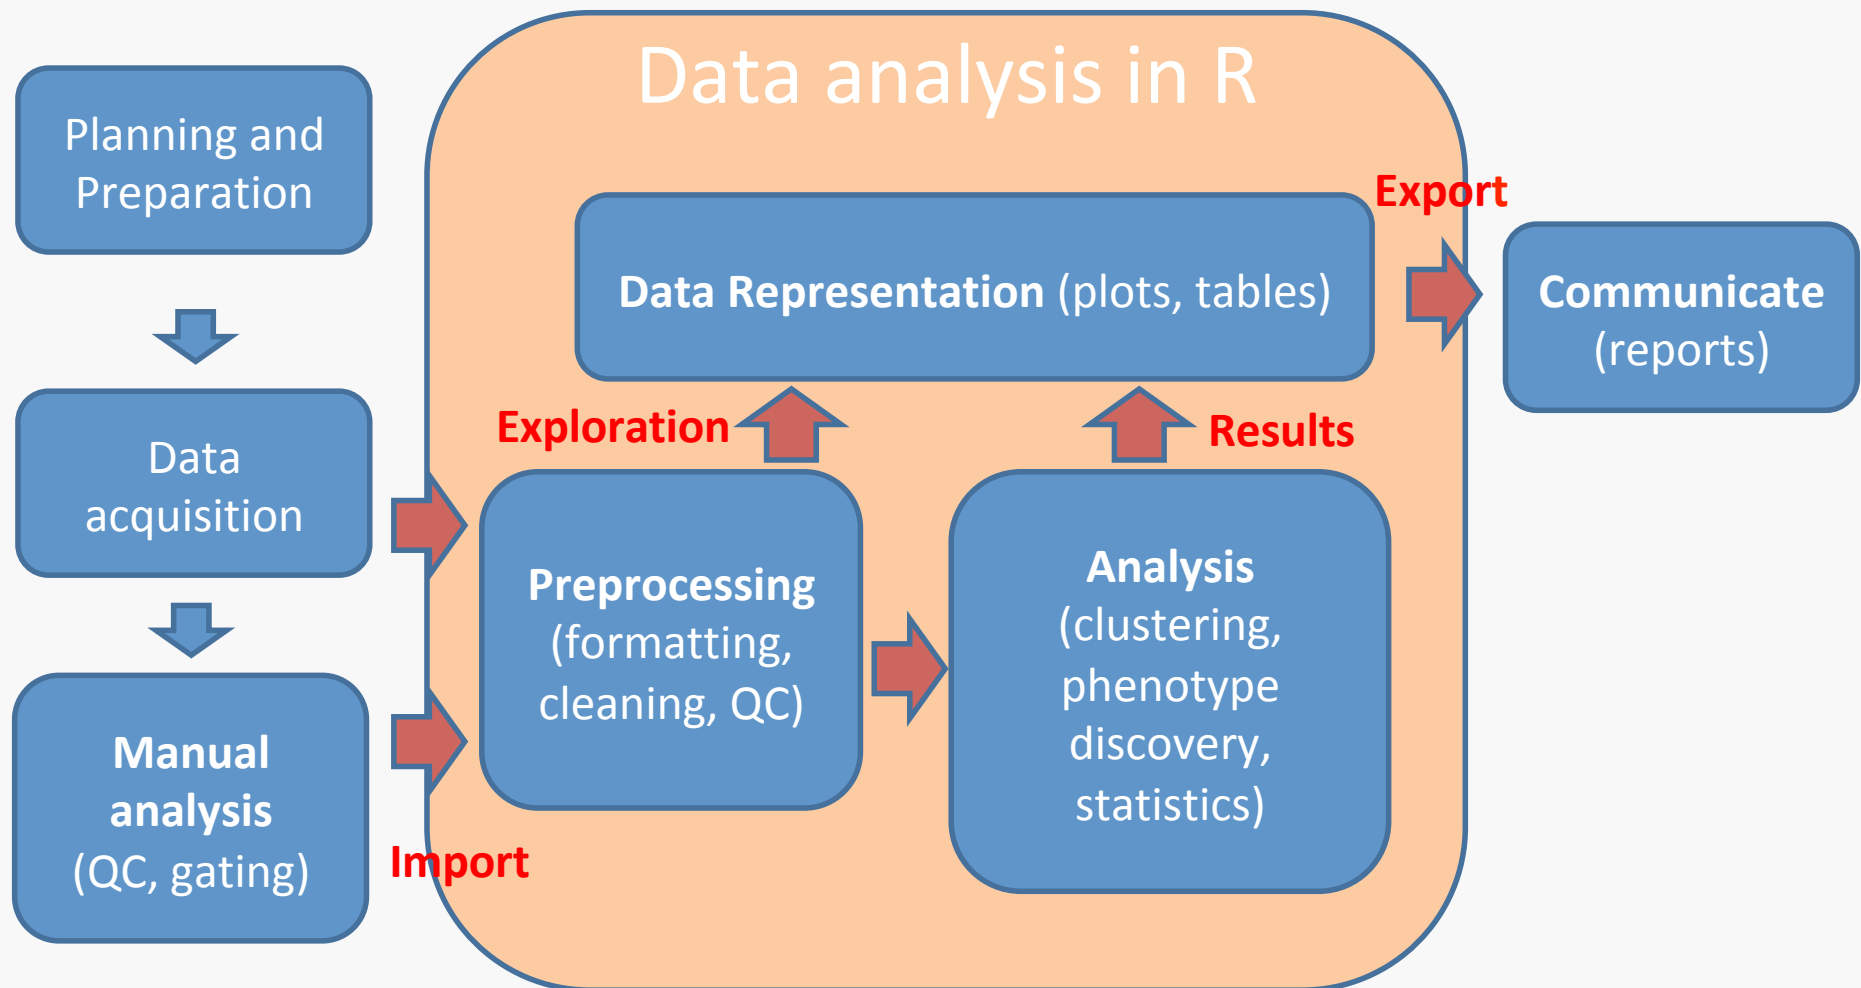 Data analysis in R
Planning and
Preparation
Data
acquisition
Manual
analysis
(QC, gating)
Import
Preprocessing
(formatting,
cleaning, QC)
Exploration
Analysis
(clustering,
phenotype
discovery,
statistics)
Results
Data Representation (plots, tables)
Export
Communicate
(reports)